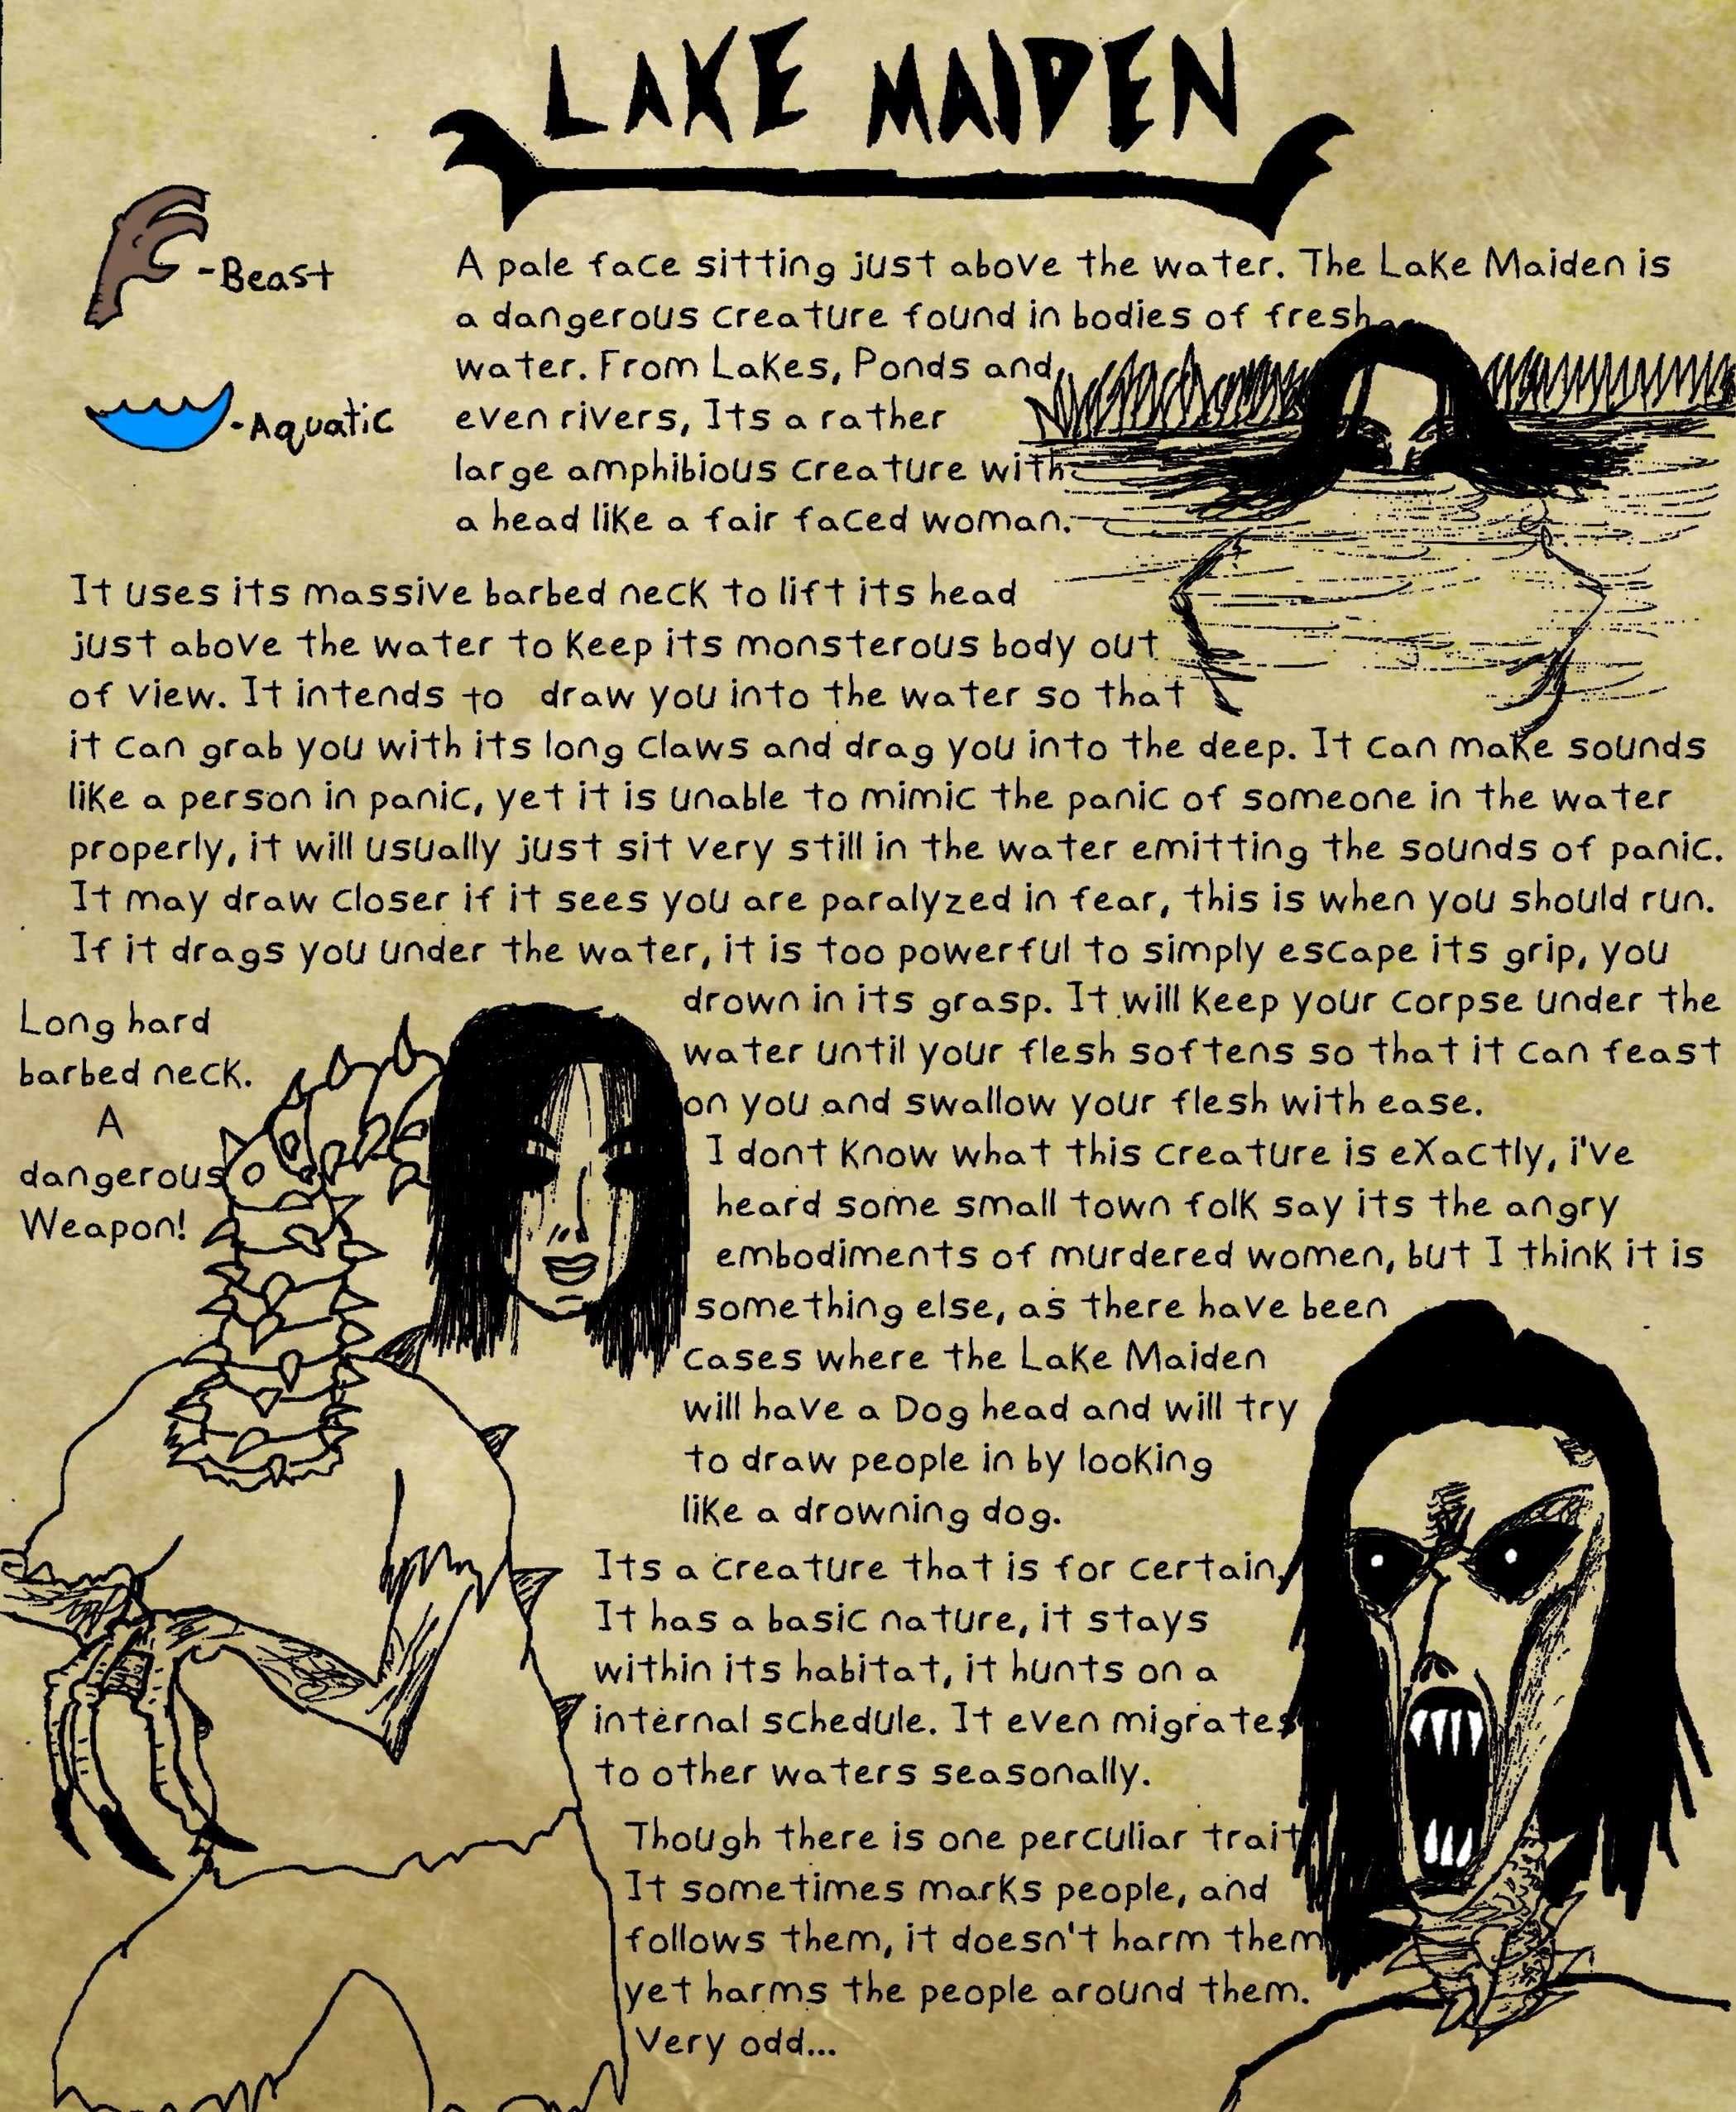 LAKE MAIDEN
-Beast
-Aquatic
A pale face sitting just above the water. The Lake Maiden is
a dangerous creature found in bodies of fresh
water. From Lakes, Ponds and
even rivers, Its a rather
large amphibious creature with
a head like a fair faced woman.
It uses its massive barbed neck to lift its head
just above the water to keep its monsterous body out
of view. It intends to draw you into the water so that
it can grab you with its long claws and drag you into the deep. It can make sounds
like a person in panic, yet it is unable to mimic the panic of someone in the water
properly, it will usually just sit very still in the water emitting the sounds of panic.
It may draw closer if it sees you are paralyzed in fear, this is when you should run.
If it drags you under the water, it is too powerful to simply escape its grip, you
drown in its grasp. It will keep your corpse under the
water until your flesh softens so that it can feast
on you and swallow your flesh with ease.
Long hard
barbed neck.
A
dangerous
Weapon!
I dont know what this creature is exactly, i've
heard some small town folk say its the angry
embodiments of murdered women, but I think it is
something else, as there have been
cases where the Lake Maiden
will have a Dog head and will try
to draw people in by looking
like a drowning dog.
Its a creature that is for certain,
It has a basic nature, it stays
within its habitat, it hunts on a
internal schedule. It even migrates
to other waters seasonally.
Though there is one perculiar trait
It sometimes marks people, and
follows them, it doesn't harm them
yet harms the people around them.
Very odd...